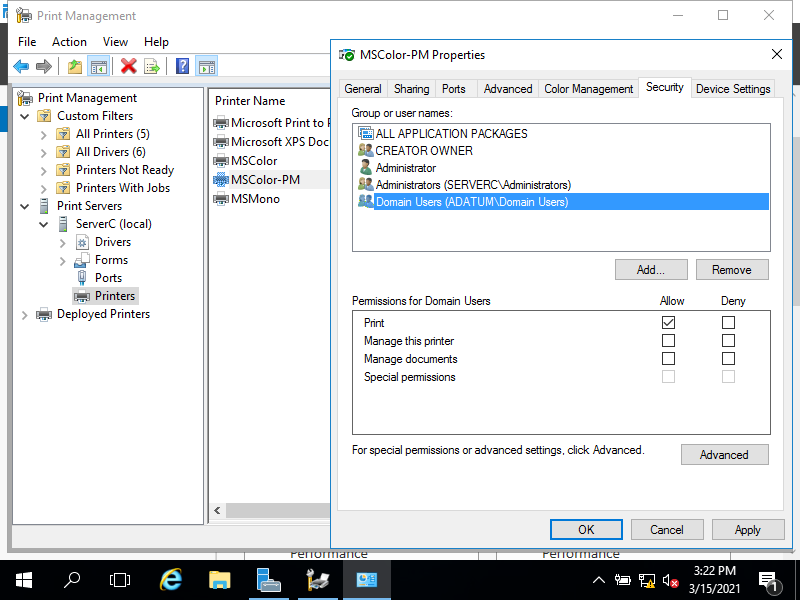 Print Management
File Action View Help
Print Management
Custom Filters
All Printers (5)
All Drivers (6)
Printers Not Ready
Printers With Jobs
Print Servers
ServerC (local)
Drivers
Forms
Ports
Printers
Deployed Printers
Printer Name
Microsoft Print to P
Microsoft XPS Doc
MSColor
MSColor-PM
MSMono
MSColor-PM Properties
General Sharing Ports Advanced Color Management Security Device Settings
Group or user names:
ALL APPLICATION PACKAGES
CREATOR OWNER
Administrator
Administrators (SERVERC\Administrators)
Domain Users (ADATUM\Domain Users)
Add... Remove
Permissions for Domain Users Allow Deny
Print
Manage this printer
Manage documents
Special permissions
For special permissions or advanced settings, click Advanced.
Advanced
OK Cancel Apply
Performance Performance
3:22 PM
3/15/2021
1